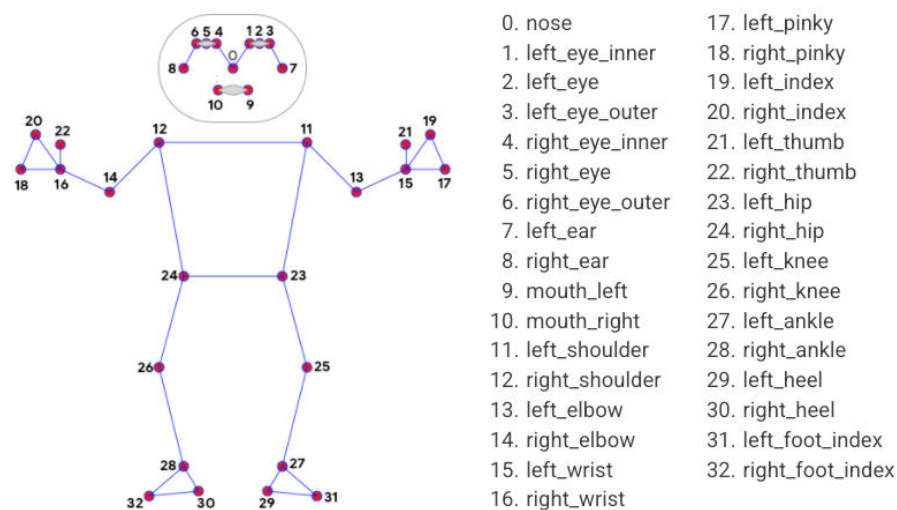 6 5 4 1 2 3
8 0 7
10 9
20 22 12 11 21 19
18 16 14 13 15 17
24 23
26 25
28 27
32 30 29 31
0. nose
1. left_eye_inner
2. left_eye
3. left_eye_outer
4. right_eye_inner
5. right_eye
6. right_eye_outer
7. left_ear
8. right_ear
9. mouth_left
10. mouth_right
11. left_shoulder
12. right_shoulder
13. left_elbow
14. right_elbow
15. left_wrist
16. right_wrist
17. left_pinky
18. right_pinky
19. left_index
20. right_index
21. left_thumb
22. right_thumb
23. left_hip
24. right_hip
25. left_knee
26. right_knee
27. left_ankle
28. right_ankle
29. left_heel
30. right_heel
31. left_foot_index
32. right_foot_index